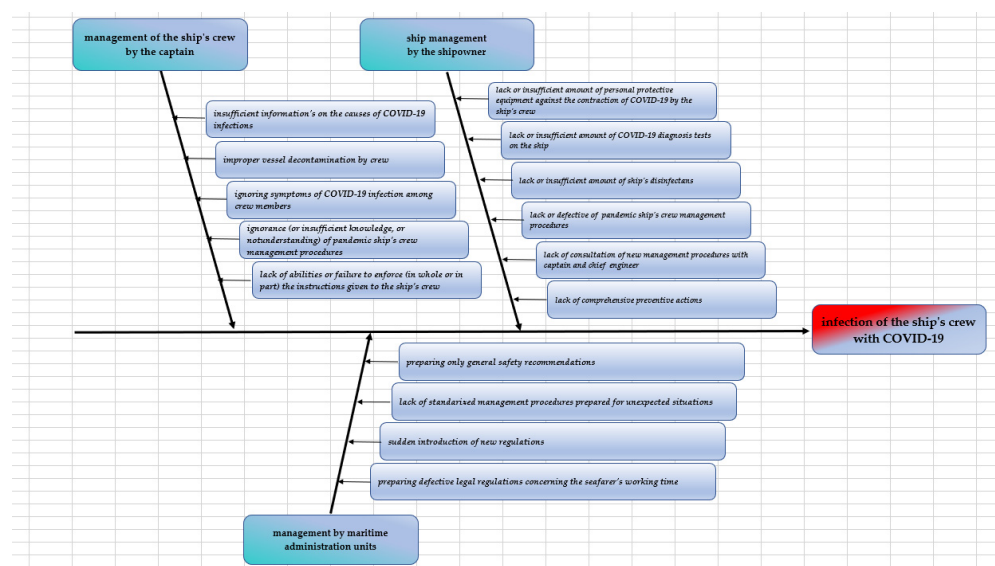 management of the ship's crew
by the captain
ship management
by the shipowner
insufficient information's on the causes of COVID-19
infections
improper vessel decontamination by crew
ignoring symptoms of COVID-19 infection among
crew members
ignorance (or insufficient knowledge, or
notunderstanding) of pandemic ship's crew
management procedures
lack of abilities or failure to enforce (in whole or in
part) the instructions given to the ship's crew
lack or insufficient amount of personal protective
equipment against the contraction of COVID-19 by the
ship's crew
lack or insufficient amount of COVID-19 diagnosis tests
on the ship
lack or insufficient amount of ship's disinfectans
lack or defective of pandemic ship's crew management
procedures
lack of consultation of new management procedures with
captain and chief engineer
lack of comprehensive preventive actions
infection of the ship's crew
with COVID-19
preparing only general safety recommendations
lack of standarized management procedures prepared for unexpected situations
sudden introduction of new regulations
preparing defective legal regulations concerning the seafarer's working time
management by maritime
administration units